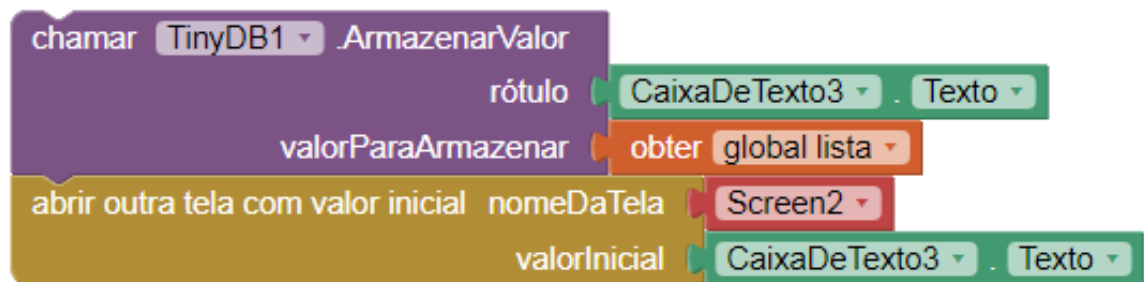 chamar TinyDB1 .ArmazenarValor
rótulo CaixaDeTexto3 . Texto
valorParaArmazenar obter global lista
abrir outra tela com valor inicial nomeDaTela Screen2
valorInicial CaixaDeTexto3 . Texto